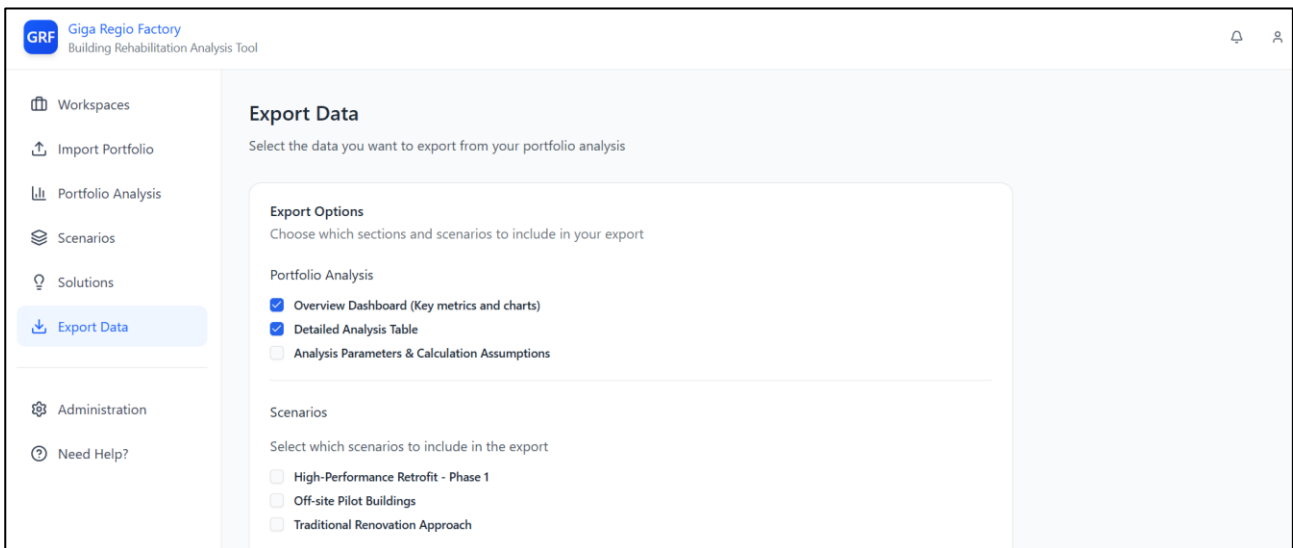 GRF
Giga Regio Factory
Building Rehabilitation Analysis Tool
Workspaces
Import Portfolio
Portfolio Analysis
Scenarios
Solutions
Export Data
Administration
Need Help?
Export Data
Select the data you want to export from your portfolio analysis
Export Options
Choose which sections and scenarios to include in your export
Portfolio Analysis
Overview Dashboard (Key metrics and charts)
Detailed Analysis Table
Analysis Parameters & Calculation Assumptions
Scenarios
Select which scenarios to include in the export
High-Performance Retrofit - Phase 1
Off-site Pilot Buildings
Traditional Renovation Approach